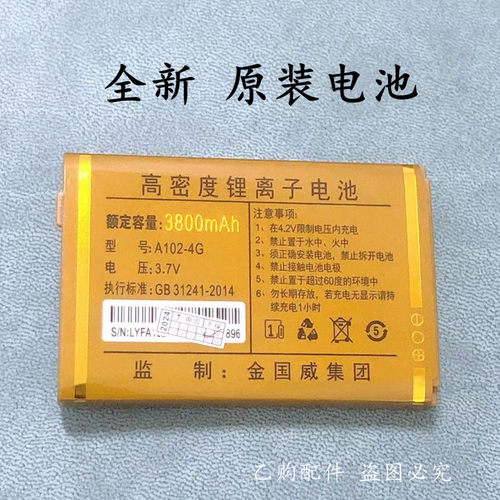 全新 原装电池
高密度锂离子电池
额定容量:3800mAh
型 号:A102-4G
电 压:3.7V
执行标准:GB 31241-2014
2024
S/N:LYFA10
896
注意事项:
1、在4.2V限制电压内充电
2、禁止置于水中、火中
3、须正确安装电池，禁止拆开电池
4、禁止接触电池电极
5、禁止置于超过60度的环境中
6、勿长期存放，若充电无显示请持
续充电1小时
5
监 制:金国威集团
乙购配件 盗图必究